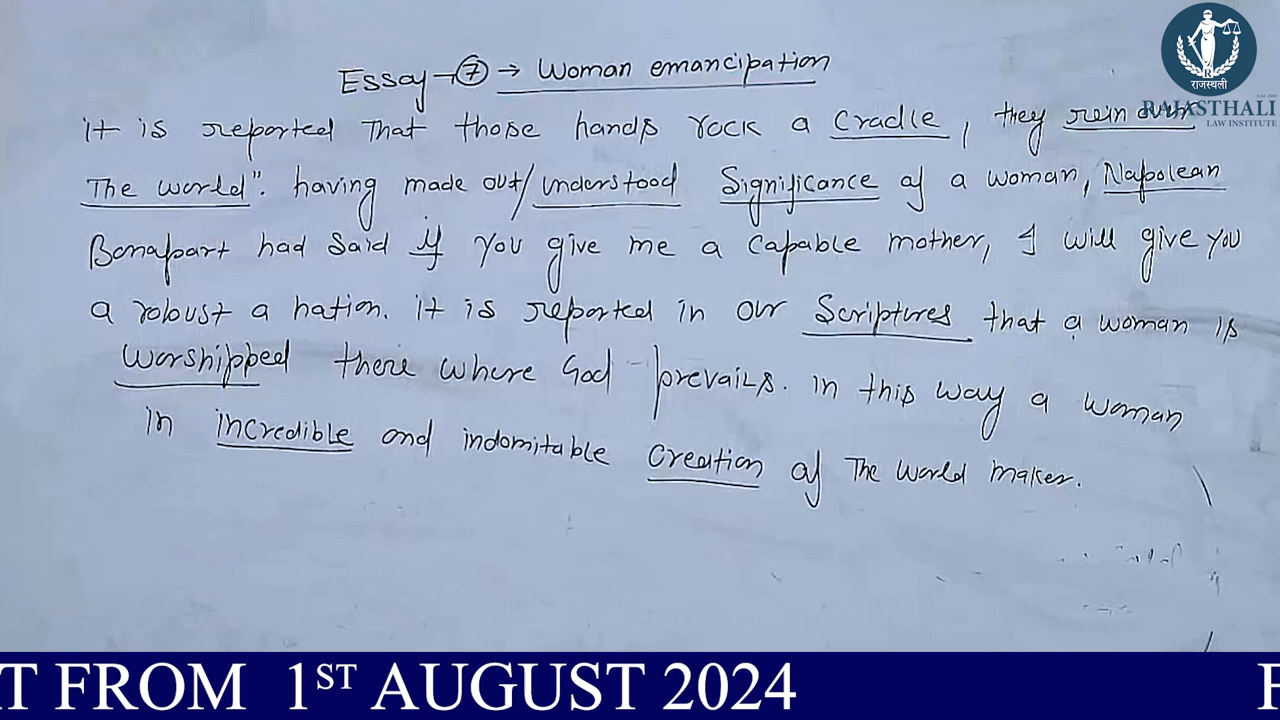 Essay → 7 → Woman emancipation
राजस्थली
Estd. 2001
RAJASTHALI
LAW INSTITUTE
It is reported That those hands rock a Cradle, they rein over
The world". having made out/understood Significance of a woman, Napolean
Bonapart had Said if you give me a capable mother, I will give you
a robust a nation. it is reported in our Scriptures that a woman is
worshipped there where God prevails. in this way a woman
in incredible and indomitable Creation of The world maker.
T FROM 1ST AUGUST 2024